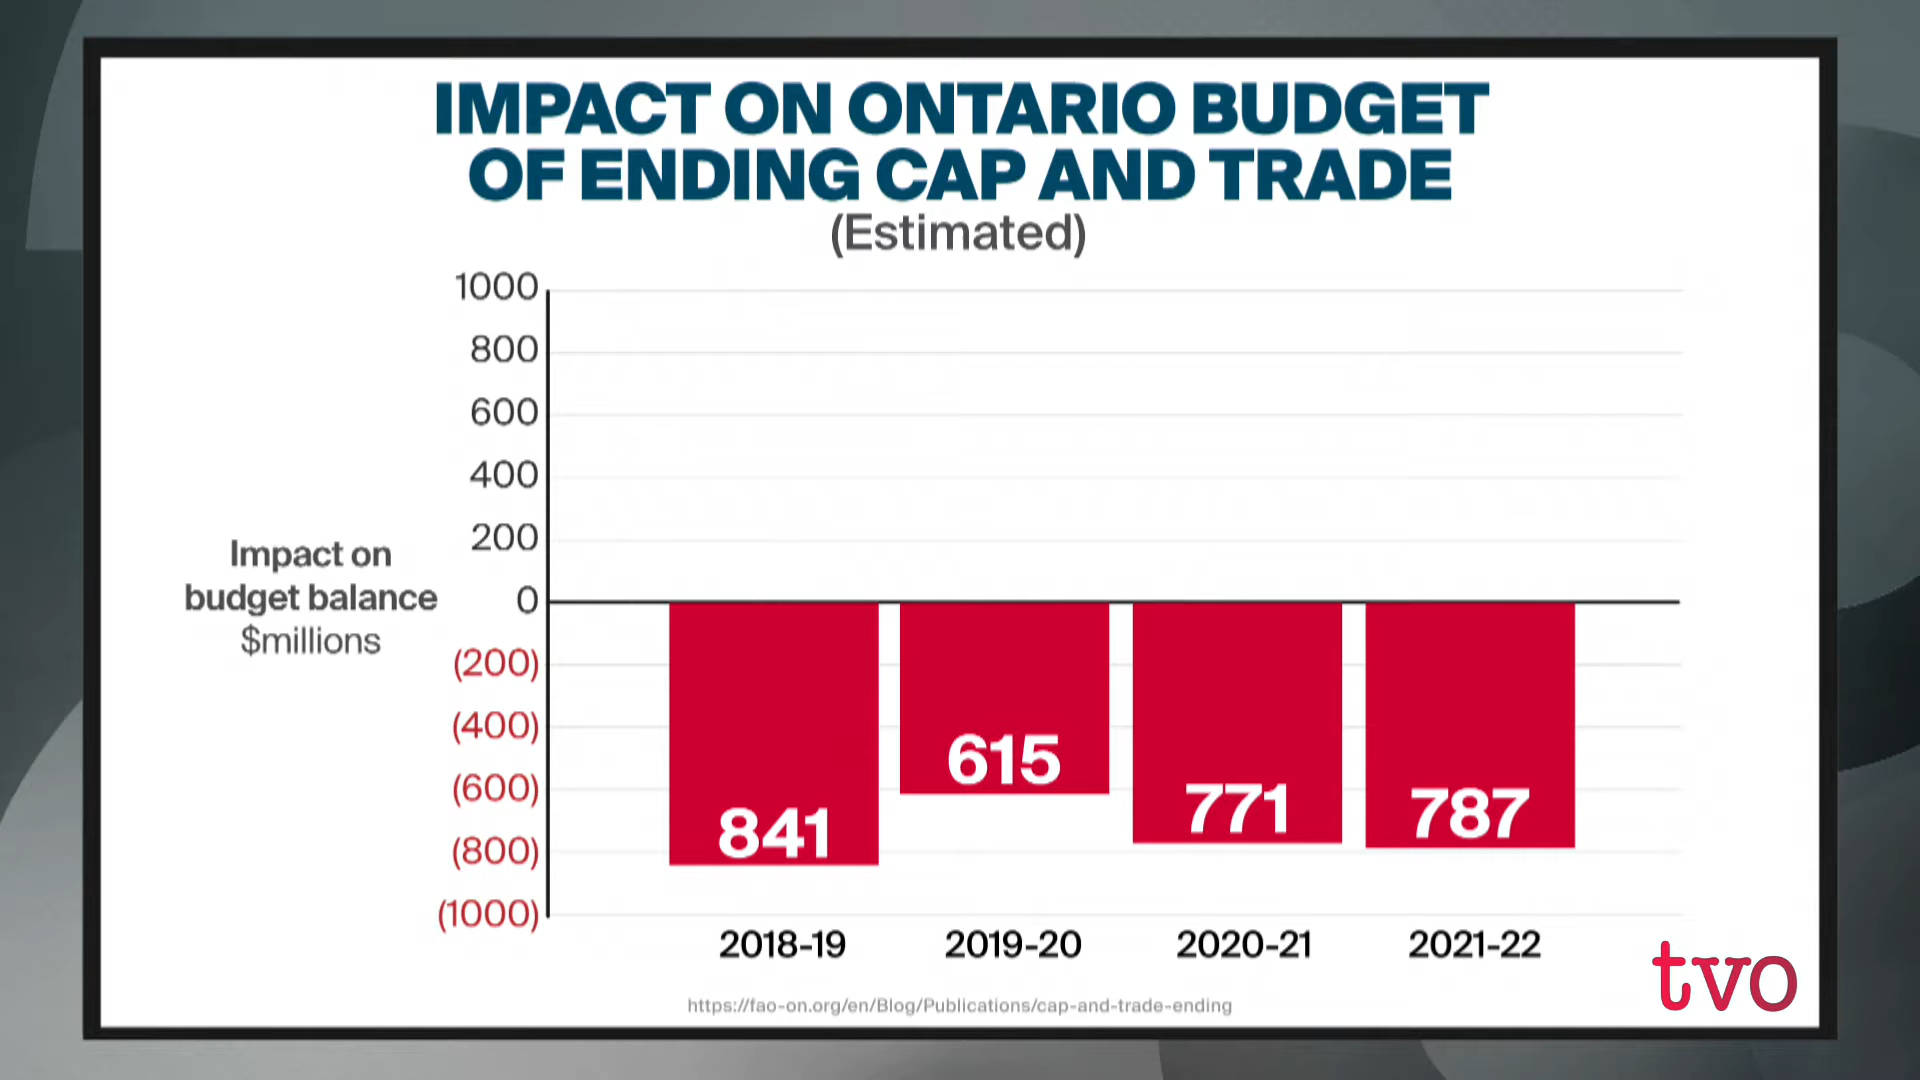 IMPACT ON ONTARIO BUDGET
OF ENDING CAP AND TRADE
(Estimated)
1000
800
600
400
200
0
(200)
(400)
(600)
(800)
(1000)
Impact on
budget balance
$millions
841
615
771
787
2018-19
2019-20
2020-21
2021-22
https://fao-on.org/en/Blog/Publications/cap-and-trade-ending
tvo